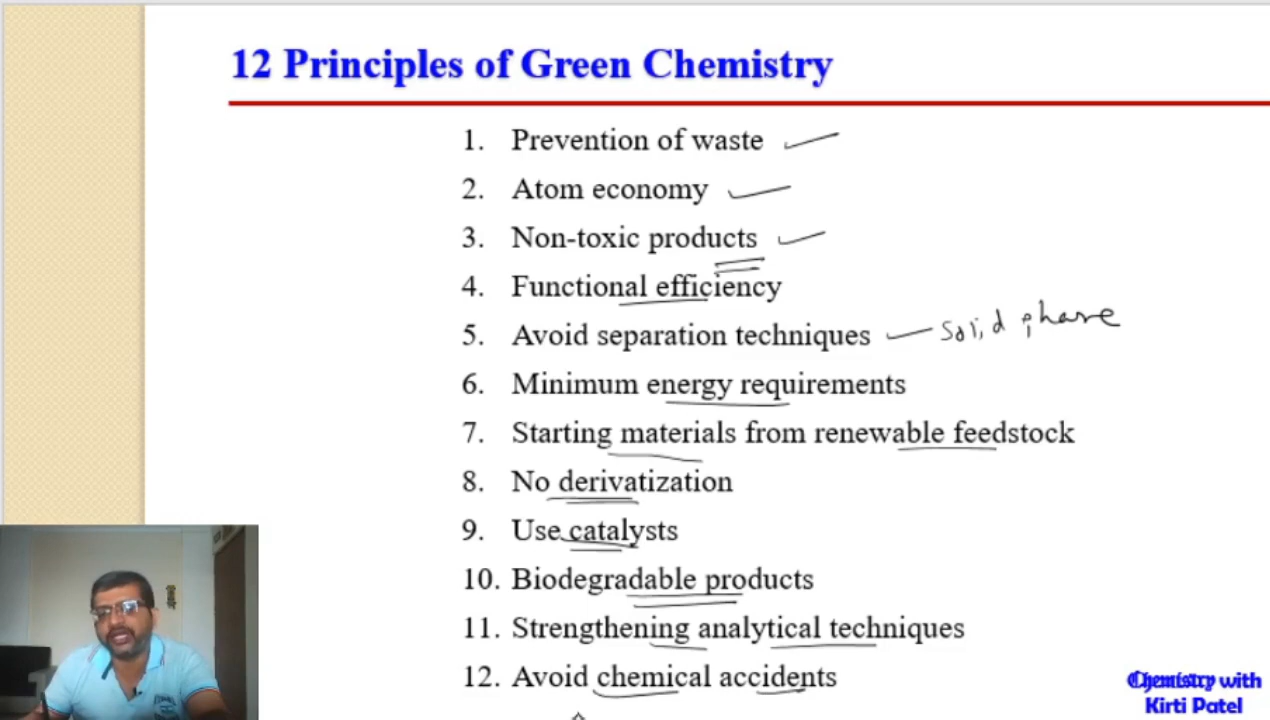 12 Principles of Green Chemistry
1. Prevention of waste
2. Atom economy
3. Non-toxic products
4. Functional efficiency
5. Avoid separation techniques solid phase
6. Minimum energy requirements
7. Starting materials from renewable feedstock
8. No derivatization
9. Use catalysts
10. Biodegradable products
11. Strengthening analytical techniques
12. Avoid chemical accidents
Chemistry with
Kirti Patel